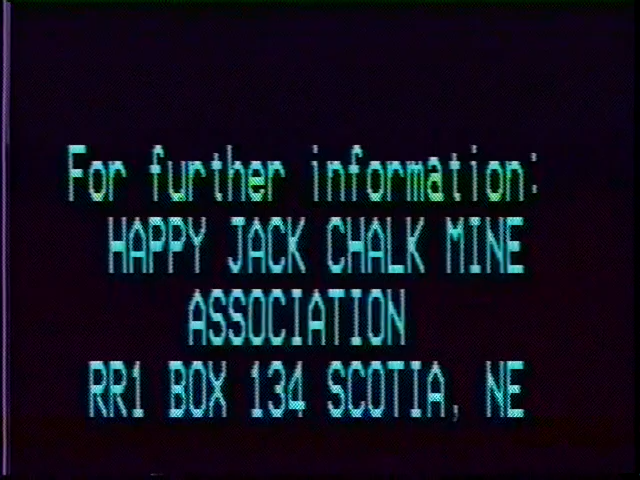 For further information:
HAPPY JACK CHALK MINE
ASSOCIATION
RR1 BOX 134 SCOTIA, NE